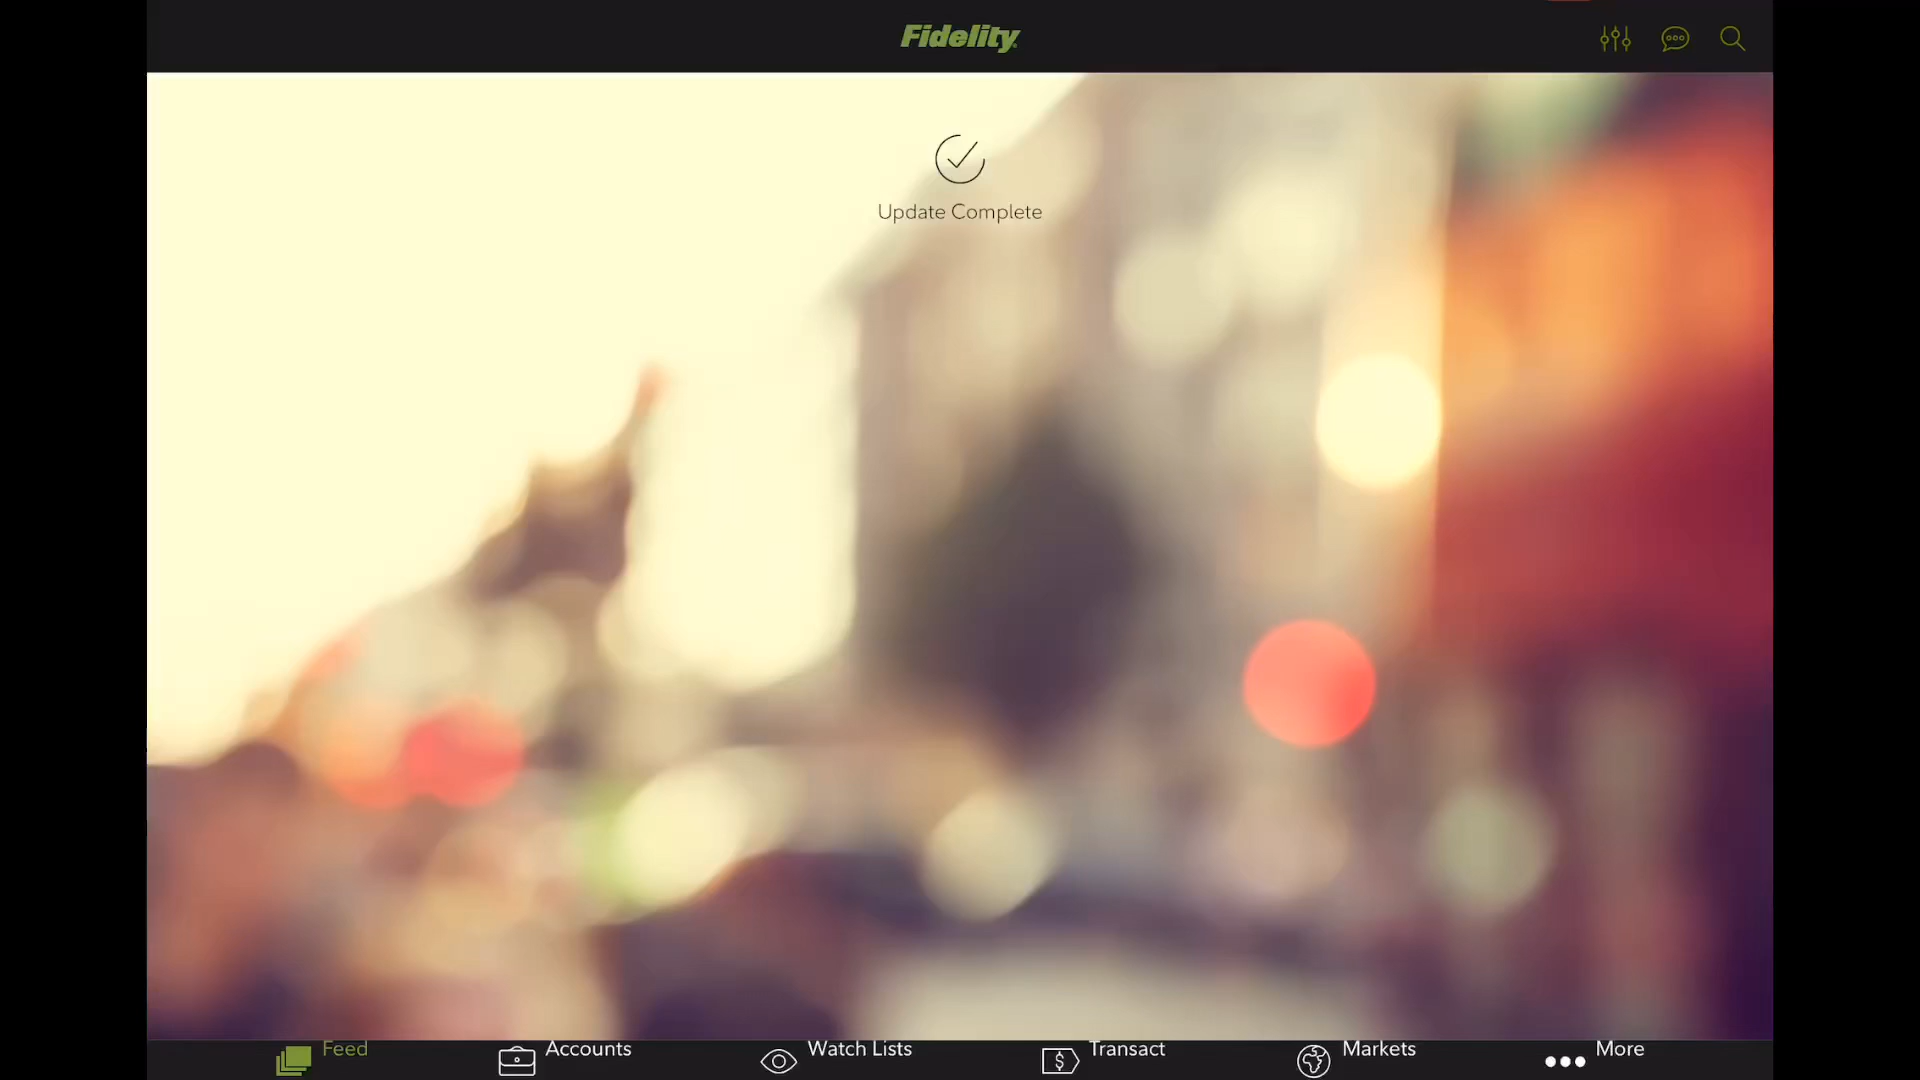 Fidelity
Update Complete
Feed
Accounts
Watch Lists
Transact
Markets
More